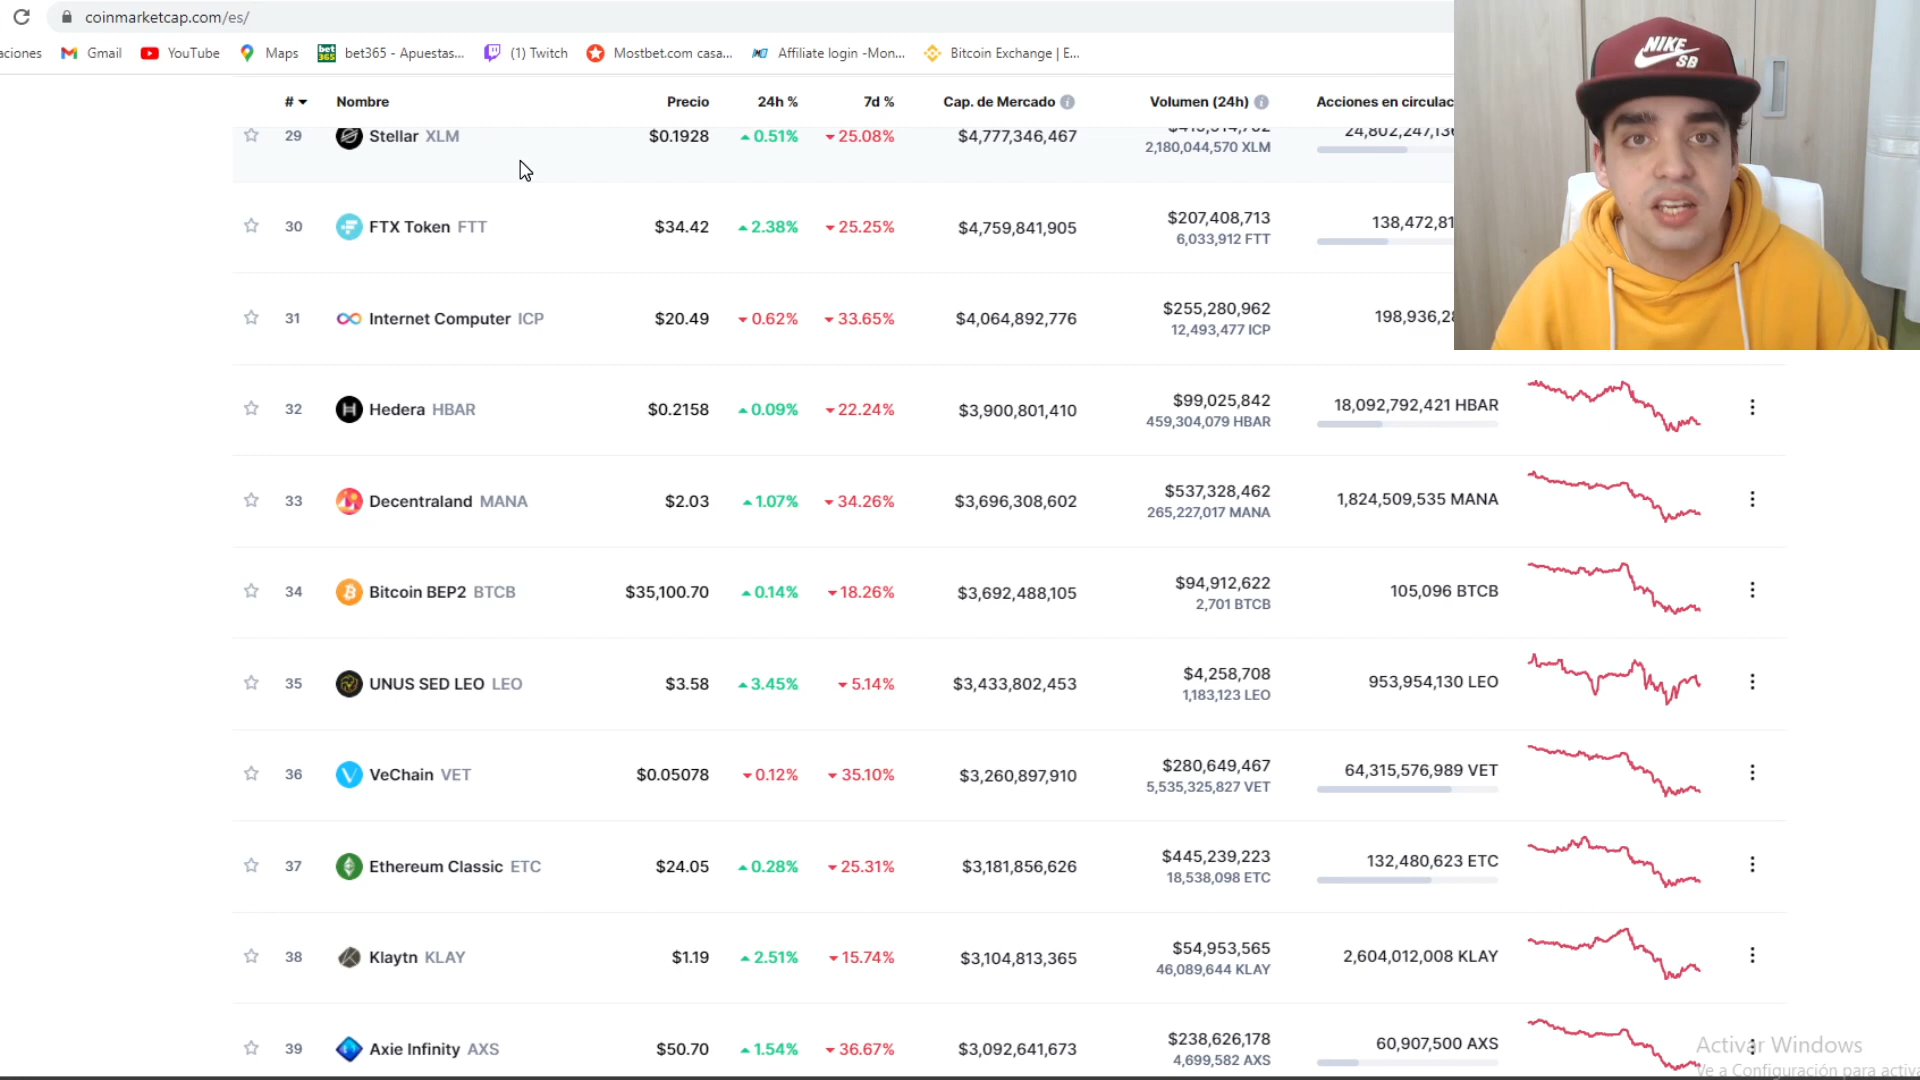 coinmarketcap.com/es/
aciones Gmail YouTube Maps bet365 - Apuestas... (1) Twitch Mostbet.com casa... Affiliate login -Mon... Bitcoin Exchange | E...
NIKE
SB
# Nombre Precio 24h % 7d % Cap. de Mercado Volumen (24h) Acciones en circulac
29 Stellar XLM $0.1928 0.51% 25.08% $4,777,346,467
2,180,044,570 XLM
30 FTX Token FTT $34.42 2.38% 25.25% $4,759,841,905 $207,408,713 138,472,81
6,033,912 FTT
31 Internet Computer ICP $20.49 0.62% 33.65% $4,064,892,776 $255,280,962 198,936,28
12,493,477 ICP
32 Hedera HBAR $0.2158 0.09% 22.24% $3,900,801,410 $99,025,842 18,092,792,421 HBAR
459,304,079 HBAR
33 Decentraland MANA $2.03 1.07% 34.26% $3,696,308,602 $537,328,462 1,824,509,535 MANA
265,227,017 MANA
34 Bitcoin BEP2 BTCB $35,100.70 0.14% 18.26% $3,692,488,105 $94,912,622 105,096 BTCB
2,701 BTCB
35 UNUS SED LEO LEO $3.58 3.45% 5.14% $3,433,802,453 $4,258,708 953,954,130 LEO
1,183,123 LEO
36 VeChain VET $0.05078 0.12% 35.10% $3,260,897,910 $280,649,467 64,315,576,989 VET
5,535,325,827 VET
37 Ethereum Classic ETC $24.05 0.28% 25.31% $3,181,856,626 $445,239,223 132,480,623 ETC
18,538,098 ETC
38 Klaytn KLAY $1.19 2.51% 15.74% $3,104,813,365 $54,953,565 2,604,012,008 KLAY
46,089,644 KLAY
39 Axie Infinity AXS $50.70 1.54% 36.67% $3,092,641,673 $238,626,178 60,907,500 AXS
4,699,582 AXS
Activar Windows
Ve a Configuración para activa